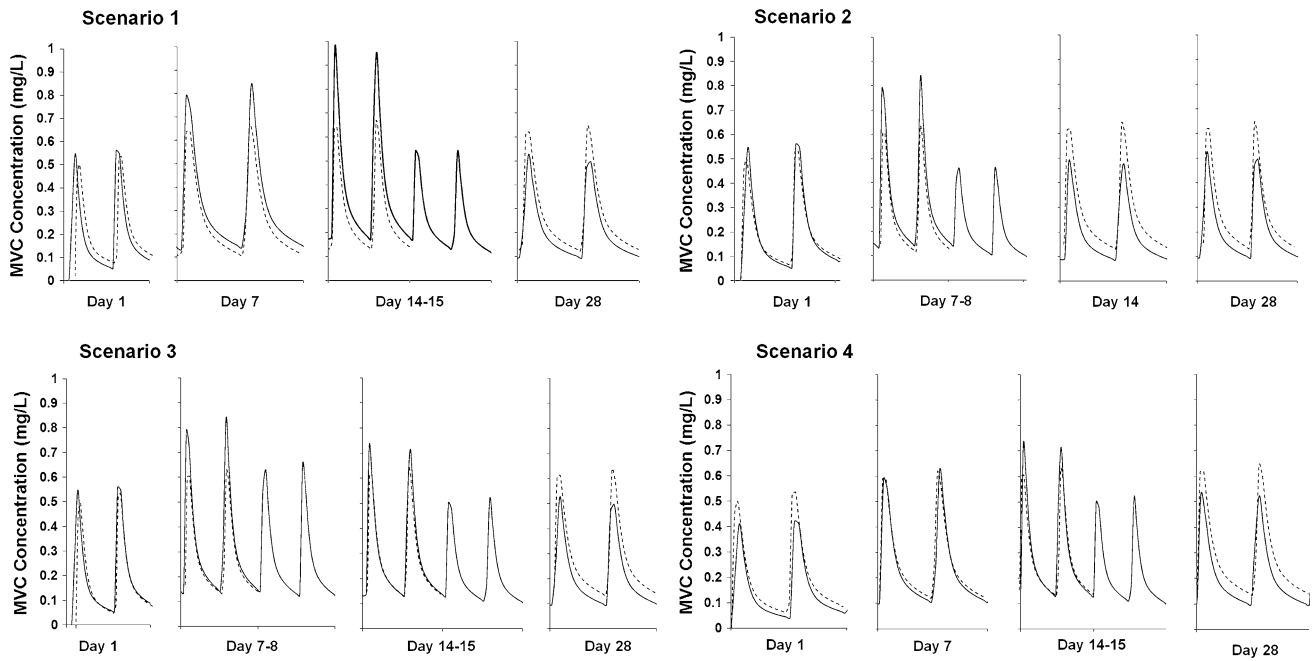 Scenario 1
MVC Concentration (mg/L)
1
0.9
0.8
0.7
0.6
0.5
0.4
0.3
0.2
0.1
0
Day 1
Day 7
Day 14-15
Day 28
Scenario 2
MVC Concentration (mg/L)
1
0.9
0.8
0.7
0.6
0.5
0.4
0.3
0.2
0.1
0
Day 1
Day 7-8
Day 14
Day 28
Scenario 3
MVC Concentration (mg/L)
1
0.9
0.8
0.7
0.6
0.5
0.4
0.3
0.2
0.1
0
Day 1
Day 7-8
Day 14-15
Day 28
Scenario 4
MVC Concentration (mg/L)
1
0.9
0.8
0.7
0.6
0.5
0.4
0.3
0.2
0.1
0
Day 1
Day 7
Day 14-15
Day 28